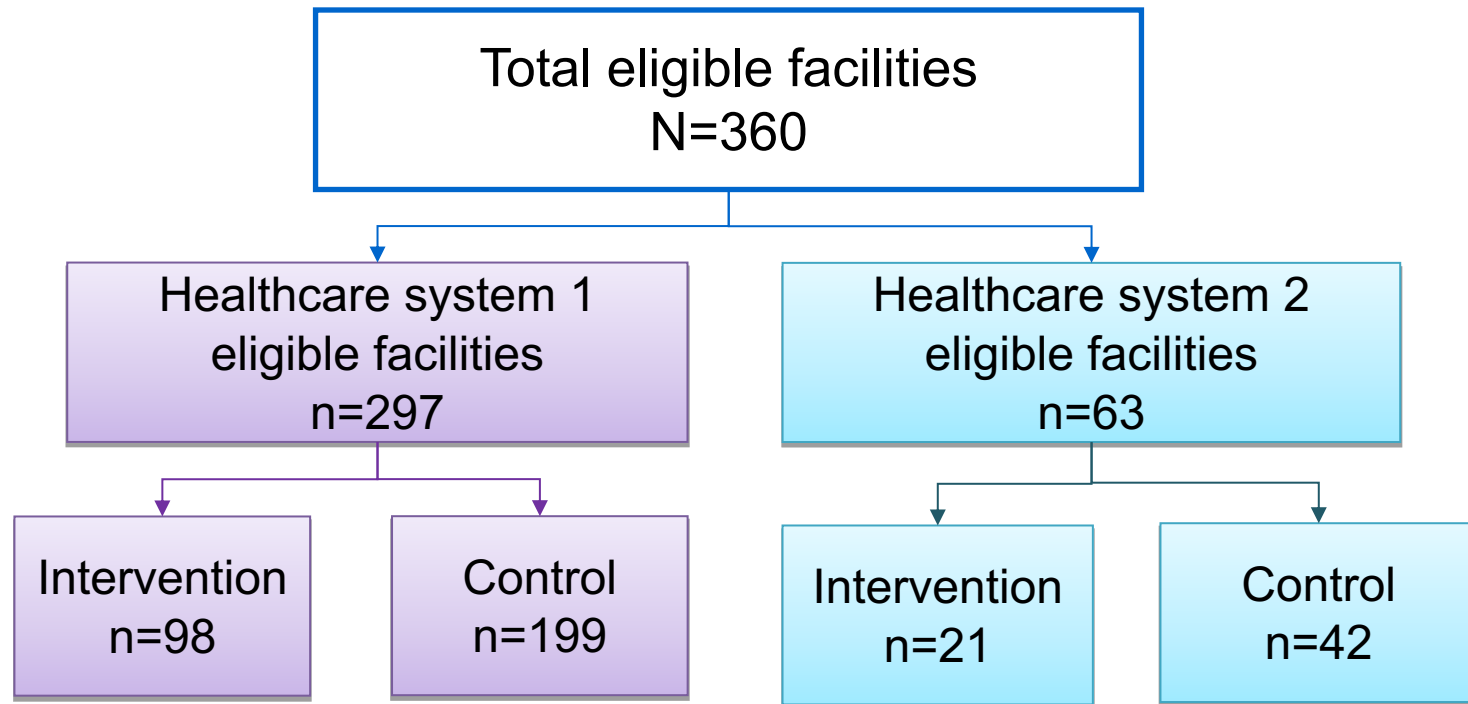 Total eligible facilities
N=360
Healthcare system 1
eligible facilities
n=297
Healthcare system 2
eligible facilities
n=63
Intervention
n=98
Control
n=199
Intervention
n=21
Control
n=42